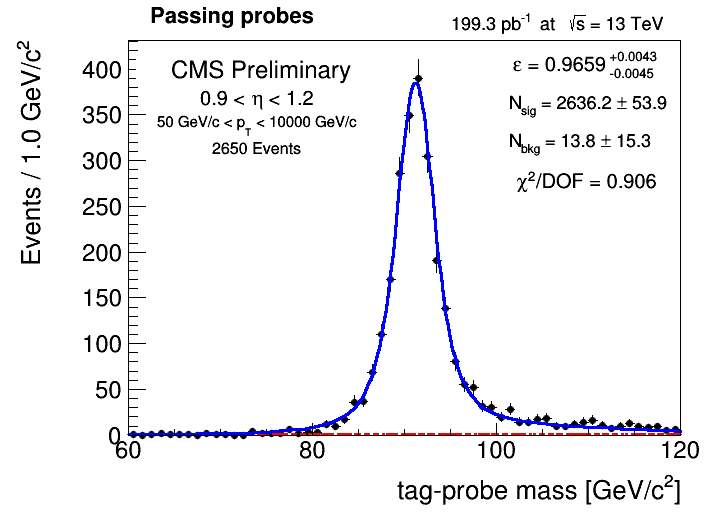 Passing probes
199.3 pb⁻¹ at √s = 13 TeV
CMS Preliminary
0.9 < η < 1.2
50 GeV/c < p_T < 10000 GeV/c
2650 Events
ε = 0.9659 +0.0043 -0.0045
N_sig = 2636.2 ± 53.9
N_bkg = 13.8 ± 15.3
χ²/DOF = 0.906
Events / 1.0 GeV/c²
400
350
300
250
200
150
100
50
0
60 80 100 120
tag-probe mass [GeV/c²]